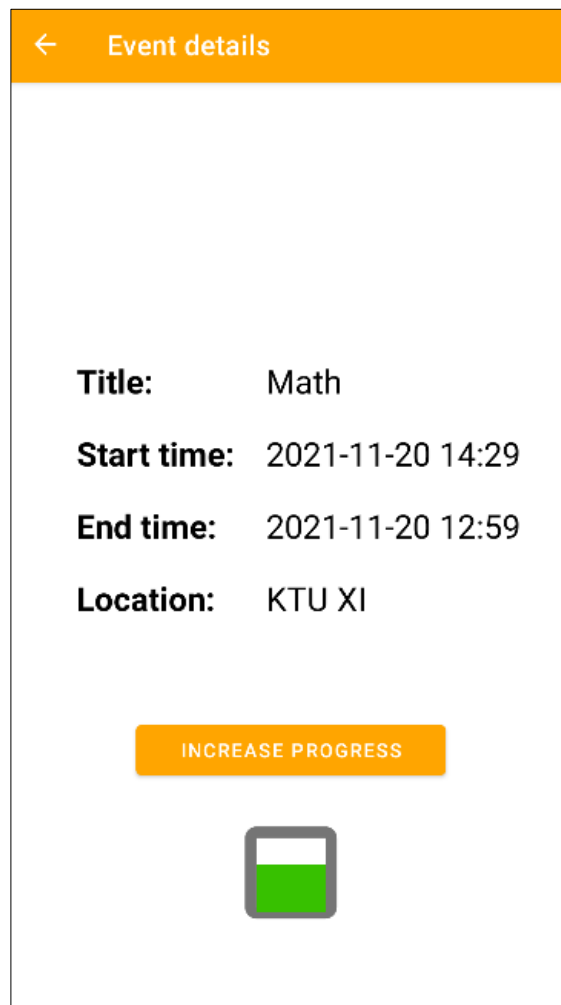 Event details
Title: Math
Start time: 2021-11-20 14:29
End time: 2021-11-20 12:59
Location: KTU XI
INCREASE PROGRESS